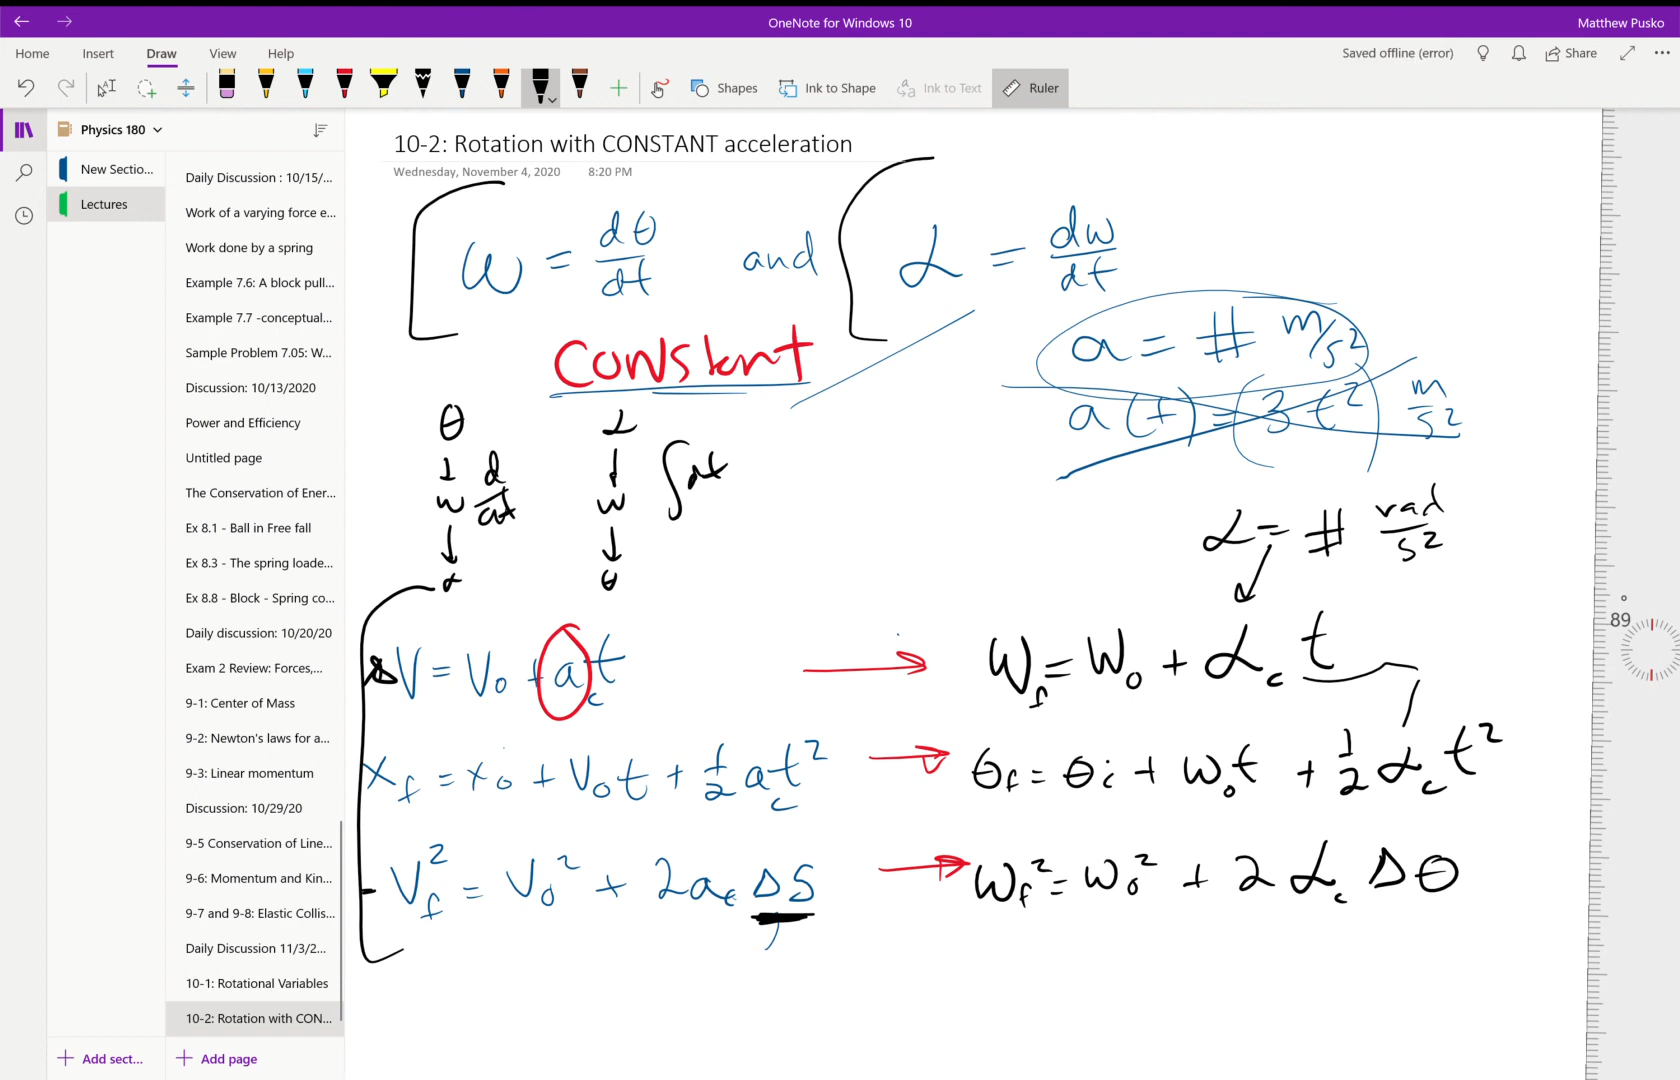 OneNote for Windows 10
Matthew Pusko
Home Insert Draw View Help
Saved offline (error) Share
Shapes Ink to Shape Ink to Text Ruler
Physics 180
New Sectio...
Lectures
Daily Discussion : 10/15/...
Work of a varying force e...
Work done by a spring
Example 7.6: A block pull...
Example 7.7 -conceptual...
Sample Problem 7.05: W...
Discussion: 10/13/2020
Power and Efficiency
Untitled page
The Conservation of Ener...
Ex 8.1 - Ball in Free fall
Ex 8.3 - The spring loade...
Ex 8.8 - Block - Spring co...
Daily discussion: 10/20/20
Exam 2 Review: Forces,...
9-1: Center of Mass
9-2: Newton's laws for a...
9-3: Linear momentum
Discussion: 10/29/20
9-5 Conservation of Line...
9-6: Momentum and Kin...
9-7 and 9-8: Elastic Collis...
Daily Discussion 11/3/2...
10-1: Rotational Variables
10-2: Rotation with CON...
Add sect... Add page
10-2: Rotation with CONSTANT acceleration
Wednesday, November 4, 2020 8:20 PM
ω = dθ/dt and α = dω/dt
Constant
a = # m/s²
a(t) = (3t²) m/s²
θ ↓ ω ↓ α d/dt
α ↓ ω ↓ θ ∫dt
α = # rad/s²
V = V₀ + a_c t → ω_f = ω₀ + α_c t
x_f = x₀ + V₀t + ½ a_c t² → θ_f = θ_i + ω₀t + ½ α_c t²
V_f² = V₀² + 2a_c ΔS → ω_f² = ω₀² + 2 α_c Δθ
89°